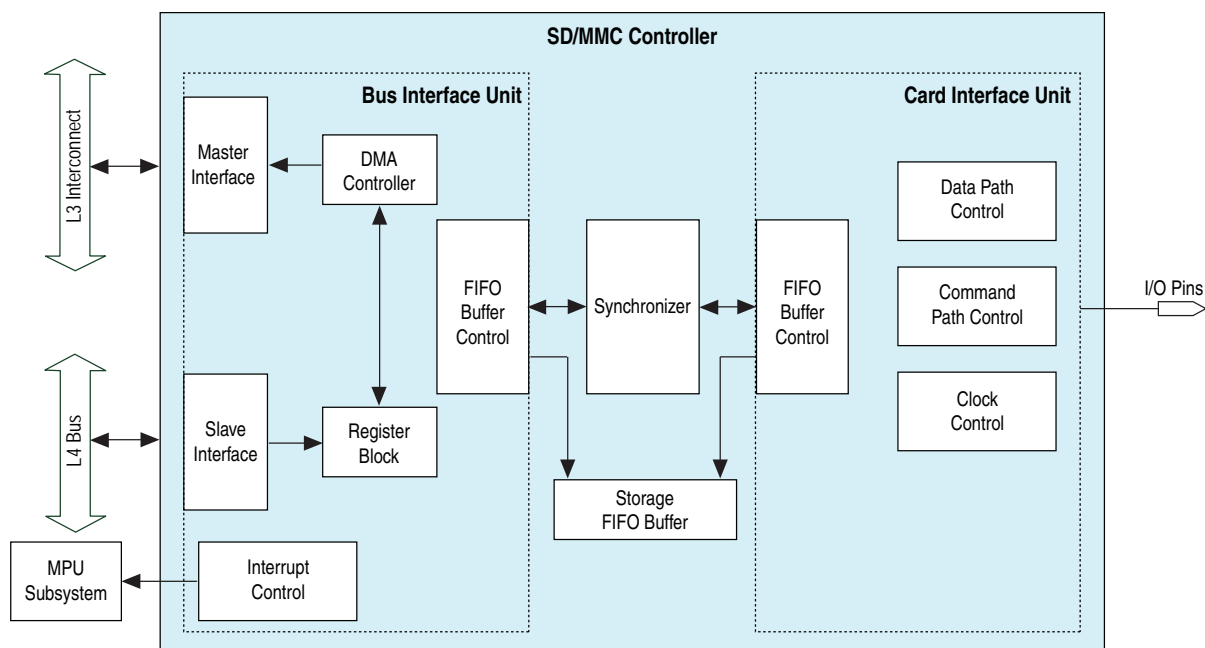 SD/MMC Controller
Bus Interface Unit
Card Interface Unit
L3 Interconnect
Master
Interface
DMA
Controller
Data Path
Control
FIFO
Buffer
Control
Synchronizer
FIFO
Buffer
Control
Command
Path Control
I/O Pins
L4 Bus
Slave
Interface
Register
Block
Clock
Control
Storage
FIFO Buffer
MPU
Subsystem
Interrupt
Control